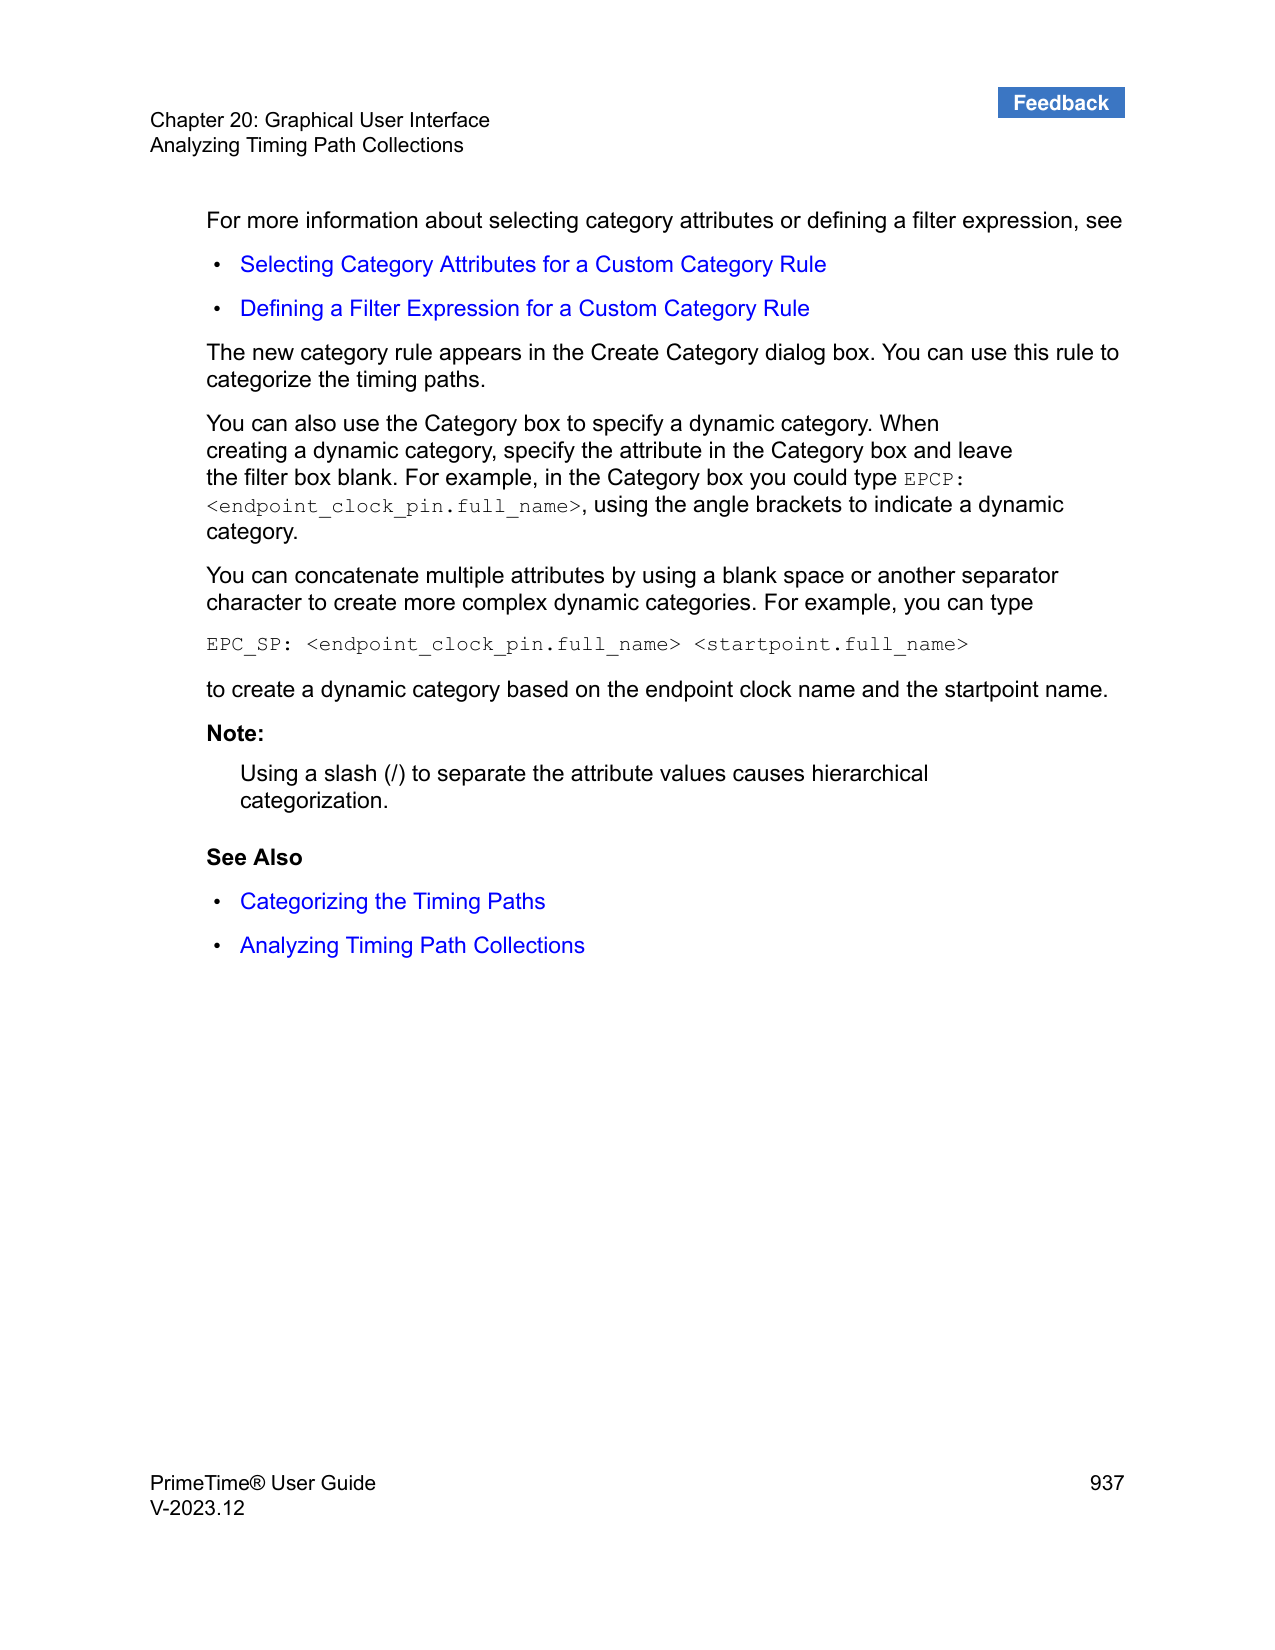 Feedback
Chapter 20: Graphical User Interface
Analyzing Timing Path Collections
For more information about selecting category attributes or defining a filter expression, see
• Selecting Category Attributes for a Custom Category Rule
• Defining a Filter Expression for a Custom Category Rule
The new category rule appears in the Create Category dialog box. You can use this rule to
categorize the timing paths.
You can also use the Category box to specify a dynamic category. When
creating a dynamic category, specify the attribute in the Category box and leave
the filter box blank. For example, in the Category box you could type EPCP:
<endpoint_clock_pin.full_name>, using the angle brackets to indicate a dynamic
category.
You can concatenate multiple attributes by using a blank space or another separator
character to create more complex dynamic categories. For example, you can type
EPC_SP: <endpoint_clock_pin.full_name> <startpoint.full_name>
to create a dynamic category based on the endpoint clock name and the startpoint name.
Note:
Using a slash (/) to separate the attribute values causes hierarchical
categorization.
See Also
• Categorizing the Timing Paths
• Analyzing Timing Path Collections
PrimeTime® User Guide 937
V-2023.12